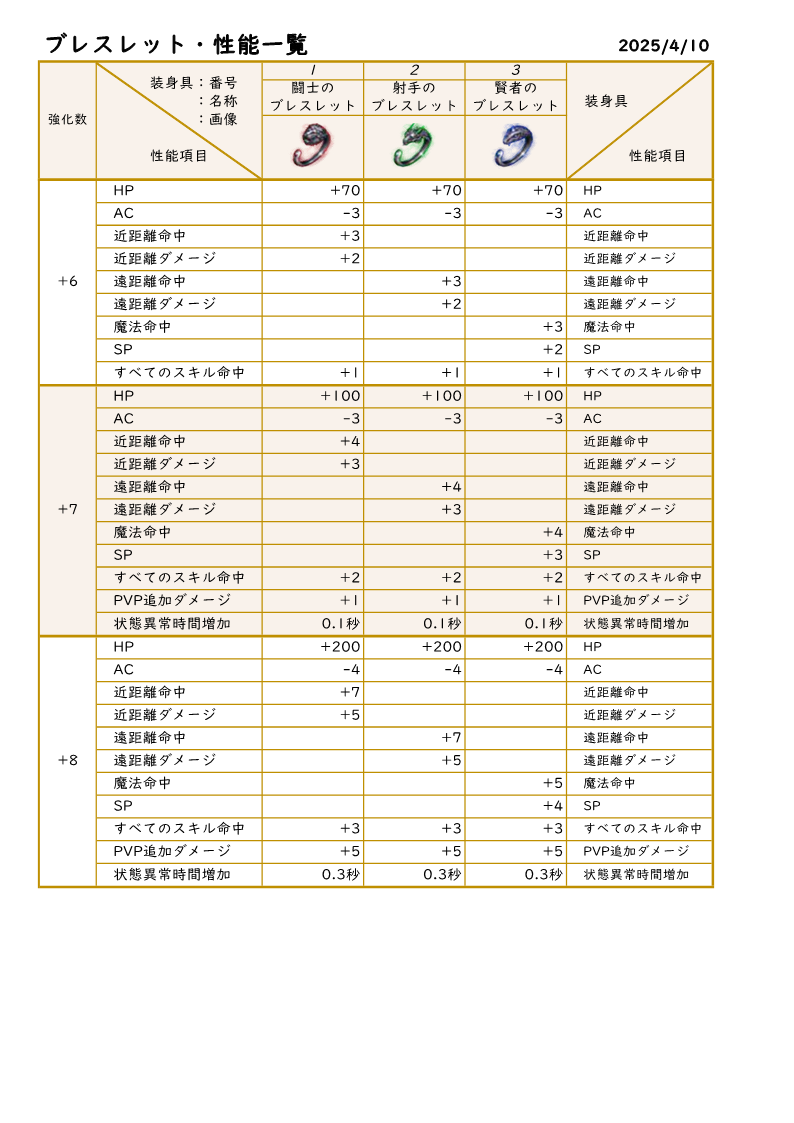 ブレスレット・性能一覧 2025/4/10
強化数 装身具：番号 ：名称 ：画像 性能項目 1 2 3 装身具 性能項目
闘士の ブレスレット 射手の ブレスレット 賢者の ブレスレット
+6
HP +70 +70 +70 HP
AC −3 −3 −3 AC
近距離命中 +3 近距離命中
近距離ダメージ +2 近距離ダメージ
遠距離命中 +3 遠距離命中
遠距離ダメージ +2 遠距離ダメージ
魔法命中 +3 魔法命中
SP +2 SP
すべてのスキル命中 +1 +1 +1 すべてのスキル命中
+7
HP +100 +100 +100 HP
AC −3 −3 −3 AC
近距離命中 +4 近距離命中
近距離ダメージ +3 近距離ダメージ
遠距離命中 +4 遠距離命中
遠距離ダメージ +3 遠距離ダメージ
魔法命中 +4 魔法命中
SP +3 SP
すべてのスキル命中 +2 +2 +2 すべてのスキル命中
PVP追加ダメージ +1 +1 +1 PVP追加ダメージ
状態異常時間増加 0.1秒 0.1秒 0.1秒 状態異常時間増加
+8
HP +200 +200 +200 HP
AC −4 −4 −4 AC
近距離命中 +7 近距離命中
近距離ダメージ +5 近距離ダメージ
遠距離命中 +7 遠距離命中
遠距離ダメージ +5 遠距離ダメージ
魔法命中 +5 魔法命中
SP +4 SP
すべてのスキル命中 +3 +3 +3 すべてのスキル命中
PVP追加ダメージ +5 +5 +5 PVP追加ダメージ
状態異常時間増加 0.3秒 0.3秒 0.3秒 状態異常時間増加